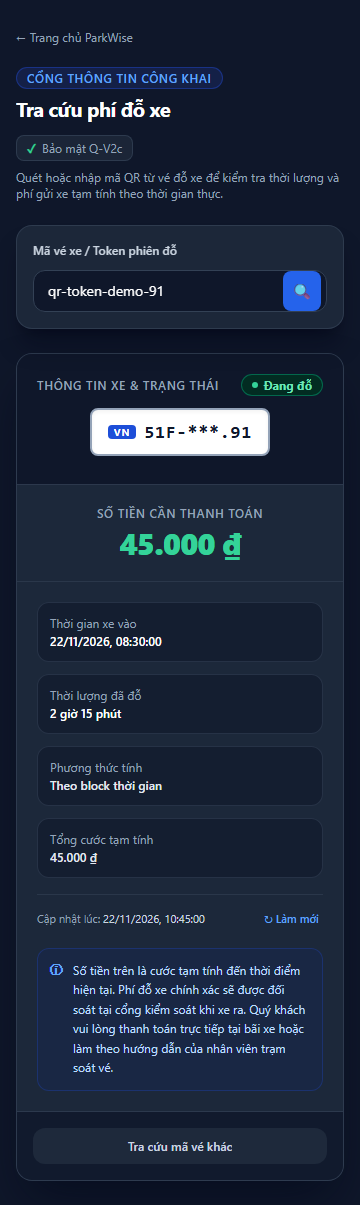 ← Trang chủ ParkWise
CỔNG THÔNG TIN CÔNG KHAI
Tra cứu phí đỗ xe
✓ Bảo mật Q-V2c
Quét hoặc nhập mã QR từ vé đỗ xe để kiểm tra thời lượng và
phí gửi xe tạm tính theo thời gian thực.
Mã vé xe / Token phiên đỗ
qr-token-demo-91
THÔNG TIN XE & TRẠNG THÁI
Đang đỗ
VN 51F-***.91
SỐ TIỀN CẦN THANH TOÁN
45.000 ₫
Thời gian xe vào
22/11/2026, 08:30:00
Thời lượng đã đỗ
2 giờ 15 phút
Phương thức tính
Theo block thời gian
Tổng cước tạm tính
45.000 ₫
Cập nhật lúc: 22/11/2026, 10:45:00
↻ Làm mới
Số tiền trên là cước tạm tính đến thời điểm
hiện tại. Phí đỗ xe chính xác sẽ được đối
soát tại cổng kiểm soát khi xe ra. Quý khách
vui lòng thanh toán trực tiếp tại bãi xe hoặc
làm theo hướng dẫn của nhân viên trạm
soát vé.
Tra cứu mã vé khác